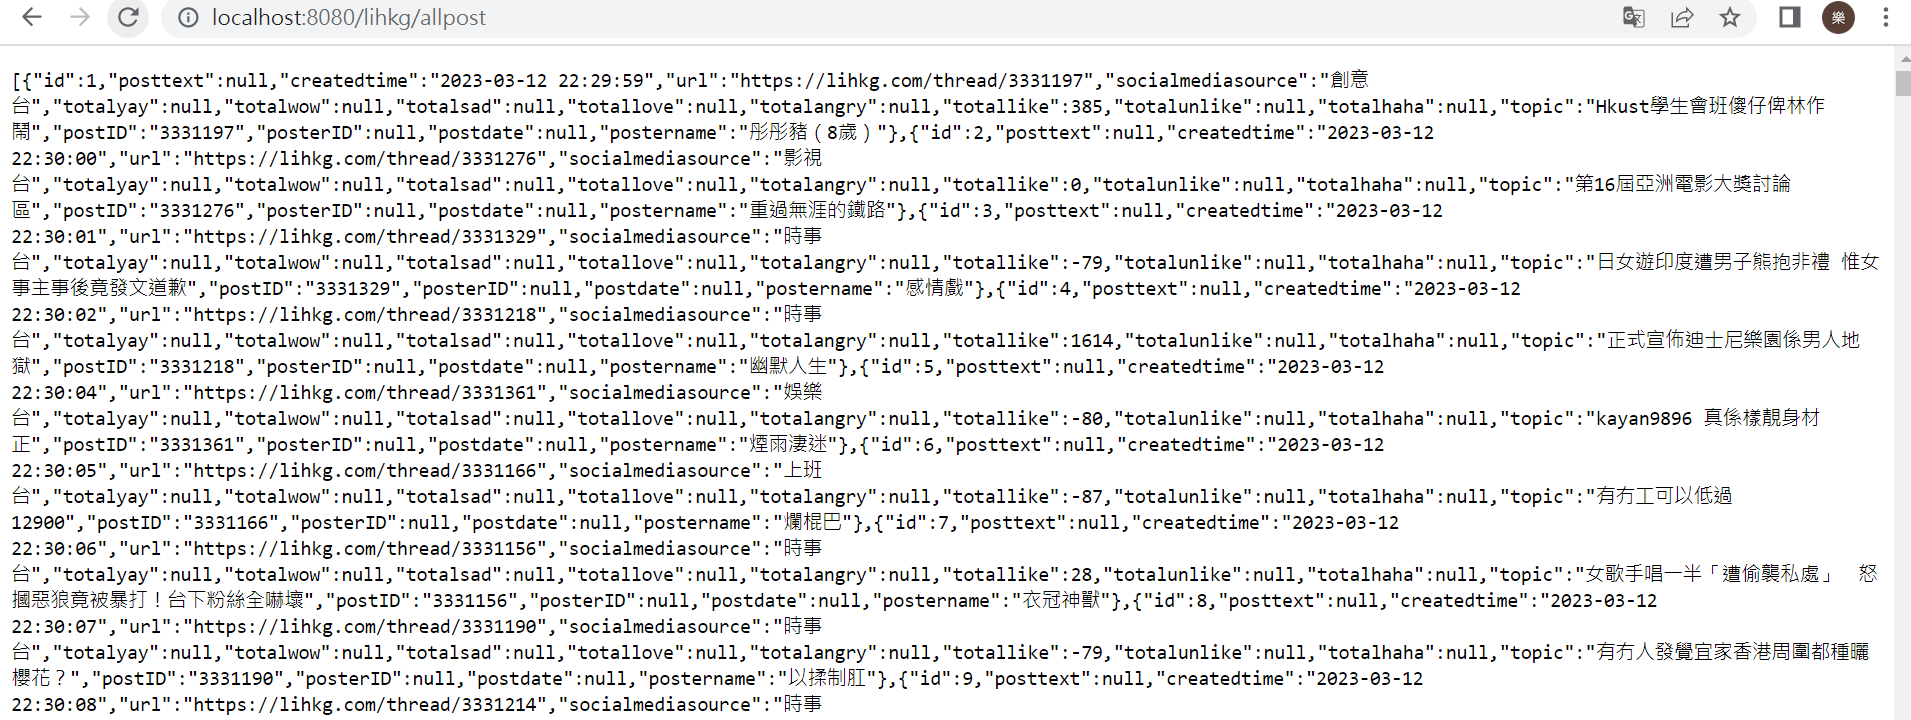 localhost:8080/lihkg/allpost
樂
[{"id":1,"posttext":null,"createdtime":"2023-03-12 22:29:59","url":"https://lihkg.com/thread/3331197","socialmediasource":"創意
台","totalyay":null,"totalwow":null,"totalsad":null,"totallove":null,"totalangry":null,"totallike":385,"totalunlike":null,"totalhaha":null,"topic":"Hkust學生會班傻仔俾林作
鬧","postID":"3331197","posterID":null,"postdate":null,"postername":"彤彤豬（8歲）"},{"id":2,"posttext":null,"createdtime":"2023-03-12
22:30:00","url":"https://lihkg.com/thread/3331276","socialmediasource":"影視
台","totalyay":null,"totalwow":null,"totalsad":null,"totallove":null,"totalangry":null,"totallike":0,"totalunlike":null,"totalhaha":null,"topic":"第16屆亞洲電影大獎討論
區","postID":"3331276","posterID":null,"postdate":null,"postername":"重過無涯的鐵路"},{"id":3,"posttext":null,"createdtime":"2023-03-12
22:30:01","url":"https://lihkg.com/thread/3331329","socialmediasource":"時事
台","totalyay":null,"totalwow":null,"totalsad":null,"totallove":null,"totalangry":null,"totallike":-79,"totalunlike":null,"totalhaha":null,"topic":"日女遊印度遭男子熊抱非禮 惟女
事主事後竟發文道歉","postID":"3331329","posterID":null,"postdate":null,"postername":"感情戲"},{"id":4,"posttext":null,"createdtime":"2023-03-12
22:30:02","url":"https://lihkg.com/thread/3331218","socialmediasource":"時事
台","totalyay":null,"totalwow":null,"totalsad":null,"totallove":null,"totalangry":null,"totallike":1614,"totalunlike":null,"totalhaha":null,"topic":"正式宣佈迪士尼樂園係男人地
獄","postID":"3331218","posterID":null,"postdate":null,"postername":"幽默人生"},{"id":5,"posttext":null,"createdtime":"2023-03-12
22:30:04","url":"https://lihkg.com/thread/3331361","socialmediasource":"娛樂
台","totalyay":null,"totalwow":null,"totalsad":null,"totallove":null,"totalangry":null,"totallike":-80,"totalunlike":null,"totalhaha":null,"topic":"kayan9896 真係樣靚身材
正","postID":"3331361","posterID":null,"postdate":null,"postername":"煙雨淒迷"},{"id":6,"posttext":null,"createdtime":"2023-03-12
22:30:05","url":"https://lihkg.com/thread/3331166","socialmediasource":"上班
台","totalyay":null,"totalwow":null,"totalsad":null,"totallove":null,"totalangry":null,"totallike":-87,"totalunlike":null,"totalhaha":null,"topic":"有冇工可以低過
12900","postID":"3331166","posterID":null,"postdate":null,"postername":"爛棍巴"},{"id":7,"posttext":null,"createdtime":"2023-03-12
22:30:06","url":"https://lihkg.com/thread/3331156","socialmediasource":"時事
台","totalyay":null,"totalwow":null,"totalsad":null,"totallove":null,"totalangry":null,"totallike":28,"totalunlike":null,"totalhaha":null,"topic":"女歌手唱一半「遭偷襲私處」 怒
摑惡狼竟被暴打！台下粉絲全嚇壞","postID":"3331156","posterID":null,"postdate":null,"postername":"衣冠神獸"},{"id":8,"posttext":null,"createdtime":"2023-03-12
22:30:07","url":"https://lihkg.com/thread/3331190","socialmediasource":"時事
台","totalyay":null,"totalwow":null,"totalsad":null,"totallove":null,"totalangry":null,"totallike":-79,"totalunlike":null,"totalhaha":null,"topic":"有冇人發覺宜家香港周圍都種曬
櫻花？","postID":"3331190","posterID":null,"postdate":null,"postername":"以揉制肛"},{"id":9,"posttext":null,"createdtime":"2023-03-12
22:30:08","url":"https://lihkg.com/thread/3331214","socialmediasource":"時事